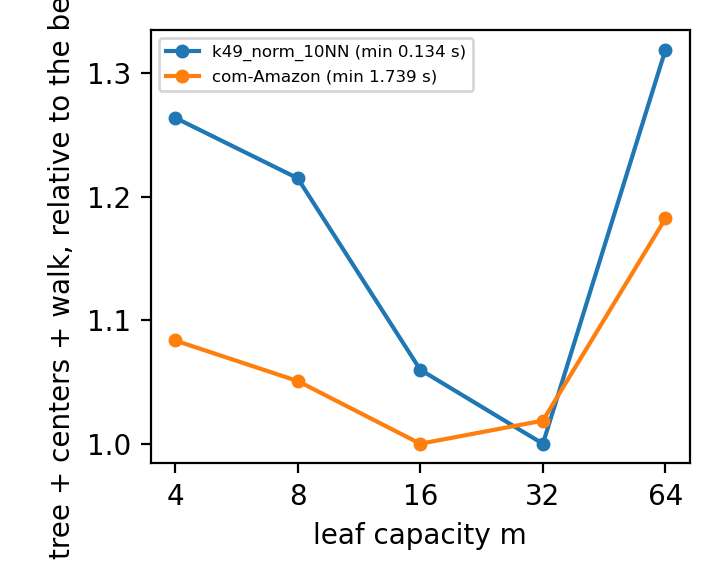 tree + centers + walk, relative to the be
k49_norm_10NN (min 0.134 s)
com-Amazon (min 1.739 s)
1.3
1.2
1.1
1.0
4 8 16 32 64
leaf capacity m